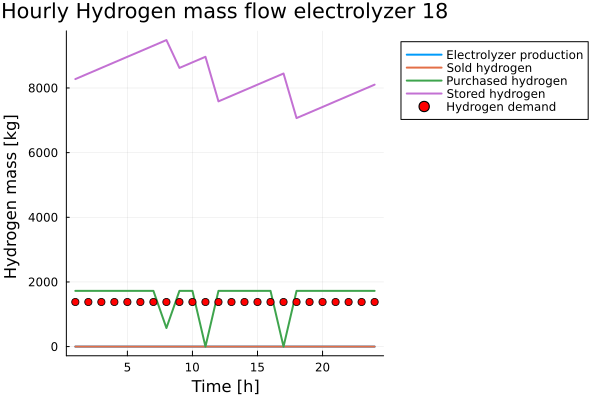 Hourly Hydrogen mass flow electrolyzer 18
Hydrogen mass [kg]
8000
6000
4000
2000
0
5
10
15
20
Time [h]
Electrolyzer production
Sold hydrogen
Purchased hydrogen
Stored hydrogen
Hydrogen demand